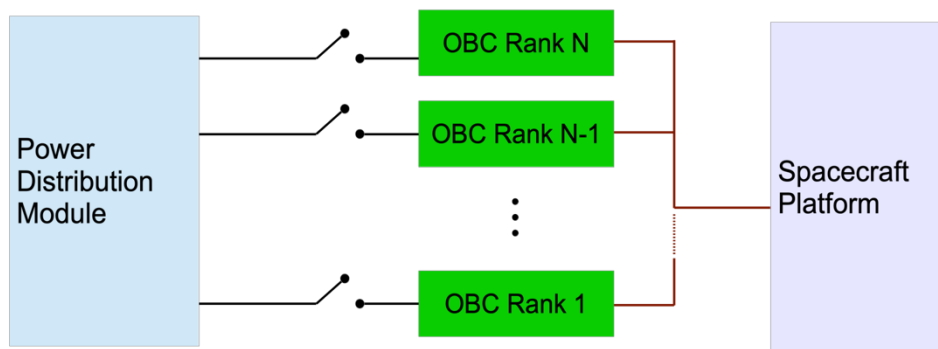 OBC Rank N
OBC Rank N-1
Power
Distribution
Module
Spacecraft
Platform
OBC Rank 1